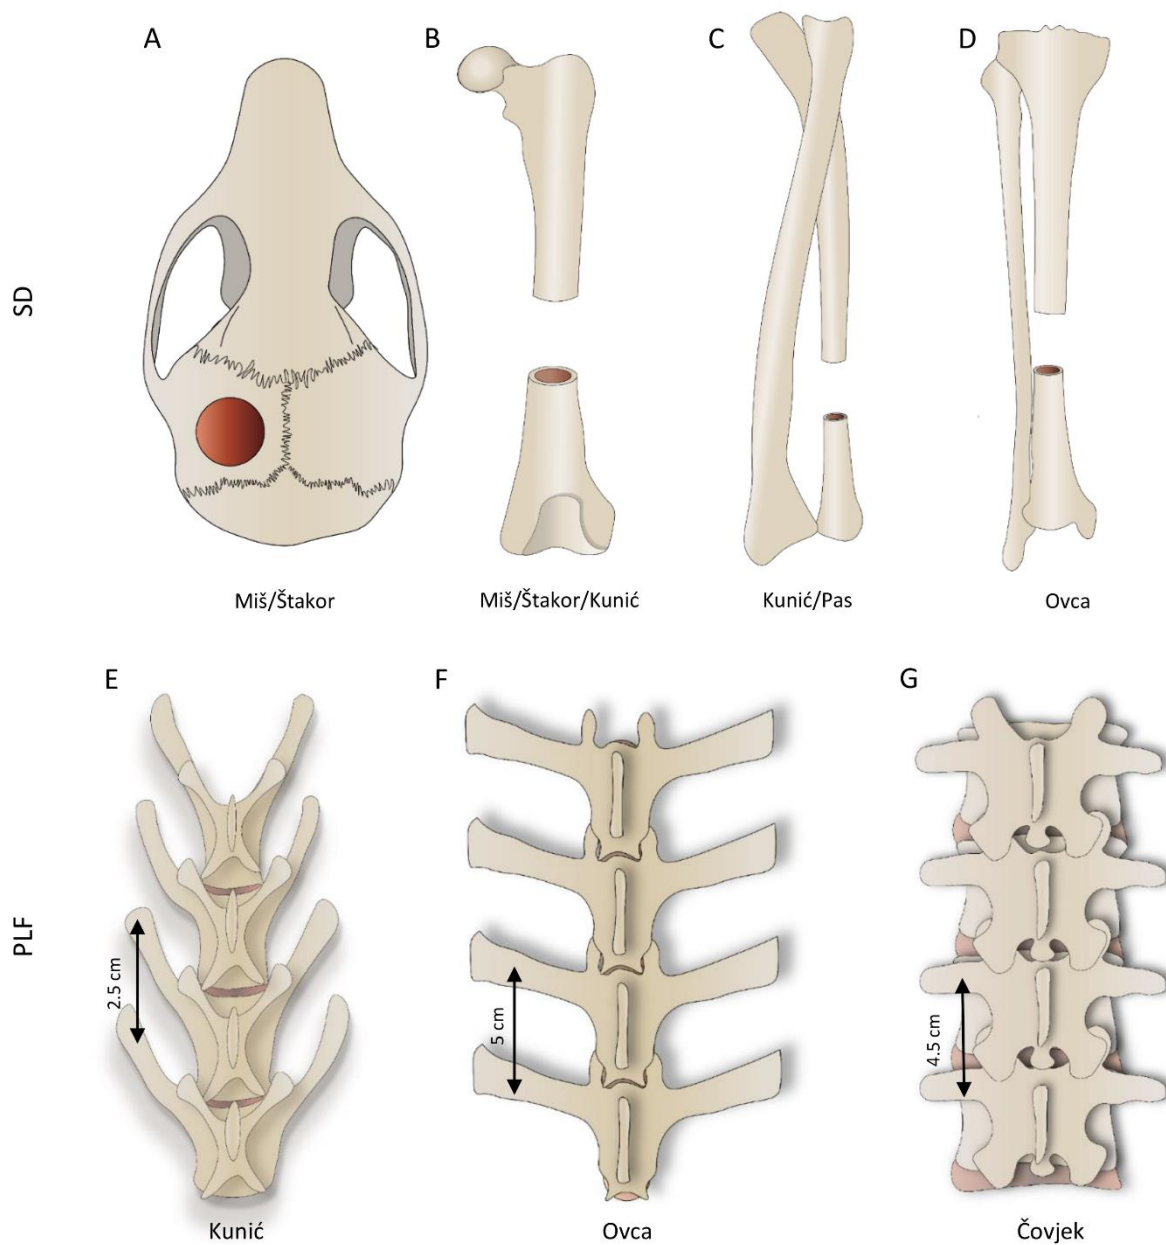 A
B
C
D
SD
Miš/Štakor
Miš/Štakor/Kunić
Kunić/Pas
Ovca
E
F
G
PLF
2.5 cm
5 cm
4.5 cm
Kunić
Ovca
Čovjek